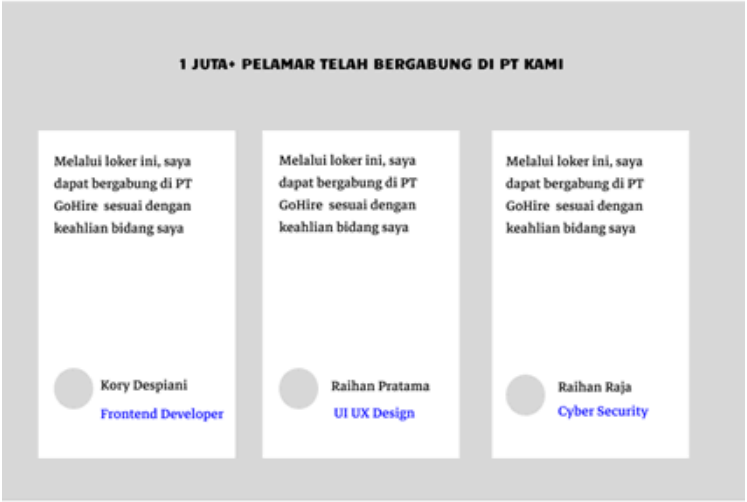 1 JUTA+ PELAMAR TELAH BERGABUNG DI PT KAMI
Melalui loker ini, saya
dapat bergabung di PT
GoHire sesuai dengan
keahlian bidang saya
Kory Despiani
Frontend Developer
Melalui loker ini, saya
dapat bergabung di PT
GoHire sesuai dengan
keahlian bidang saya
Raihan Pratama
UI UX Design
Melalui loker ini, saya
dapat bergabung di PT
GoHire sesuai dengan
keahlian bidang saya
Raihan Raja
Cyber Security